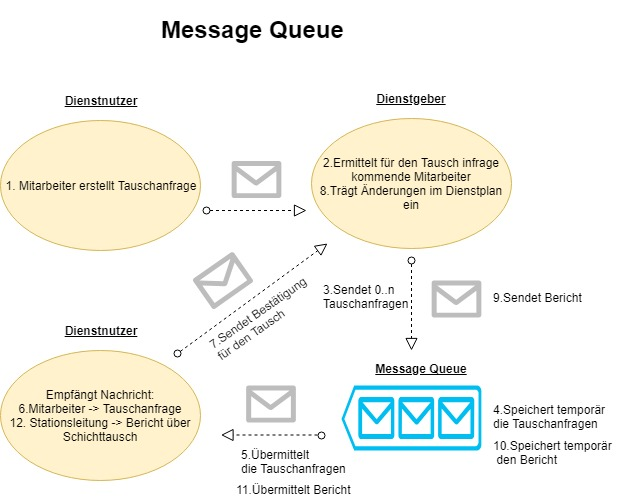 Message Queue
Dienstnutzer
1. Mitarbeiter erstellt Tauschanfrage
Dienstgeber
2.Ermittelt für den Tausch infrage
kommende Mitarbeiter
8.Trägt Änderungen im Dienstplan
ein
3.Sendet 0..n
Tauschanfragen
9.Sendet Bericht
7.Sendet Bestätigung
für den Tausch
Message Queue
4.Speichert temporär
die Tauschanfragen
10.Speichert temporär
den Bericht
5.Übermittelt
die Tauschanfragen
11.Übermittelt Bericht
Dienstnutzer
Empfängt Nachricht:
6.Mitarbeiter -> Tauschanfrage
12. Stationsleitung -> Bericht über
Schichttausch